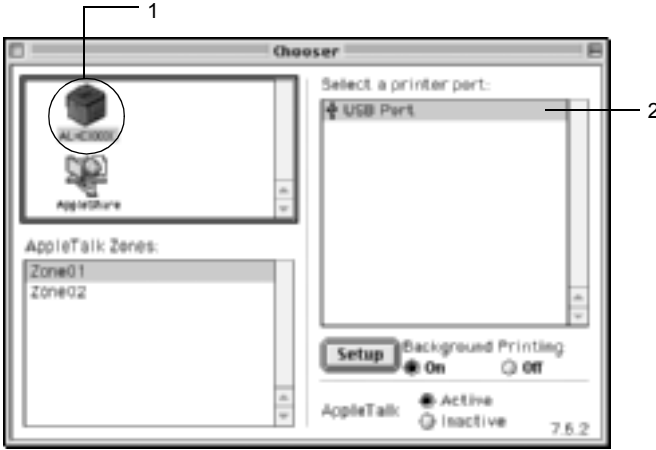 1
Chooser
Select a printer port:
USB Port
2
AppleShare
AppleTalk Zones:
Zone01
Zone02
Setup
Background Printing:
On Off
AppleTalk:
Active
Inactive
7.6.2